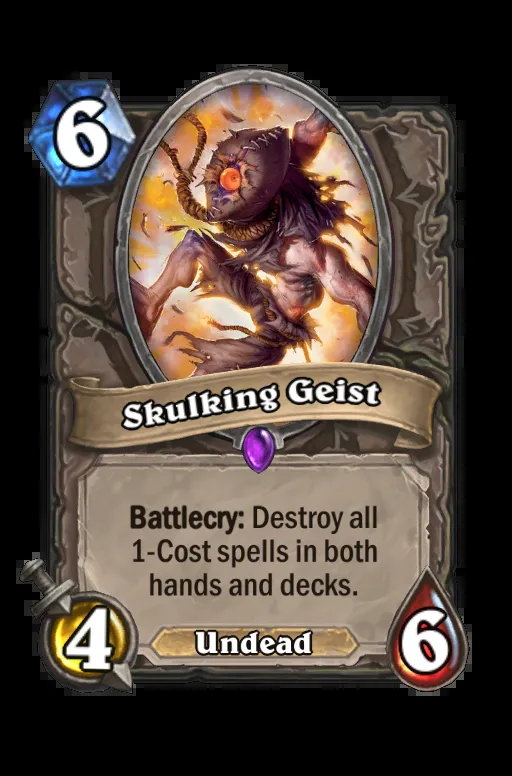 6
Skulking Geist
Battlecry: Destroy all
1-Cost spells in both
hands and decks.
4
Undead
6